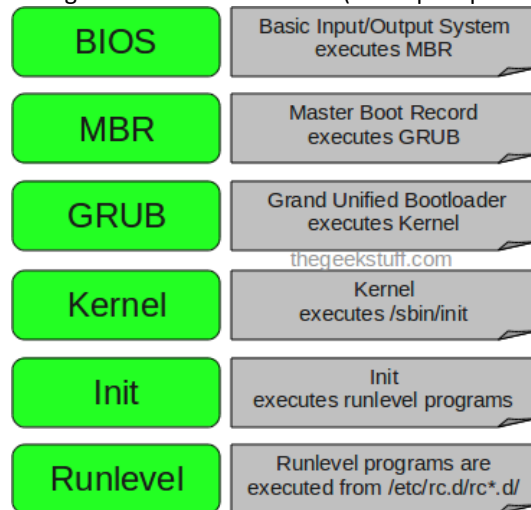 BIOS
Basic Input/Output System
executes MBR
MBR
Master Boot Record
executes GRUB
GRUB
Grand Unified Bootloader
executes Kernel
thegeekstuff.com
Kernel
Kernel
executes /sbin/init
Init
Init
executes runlevel programs
Runlevel
Runlevel programs are
executed from /etc/rc.d/rc*.d/